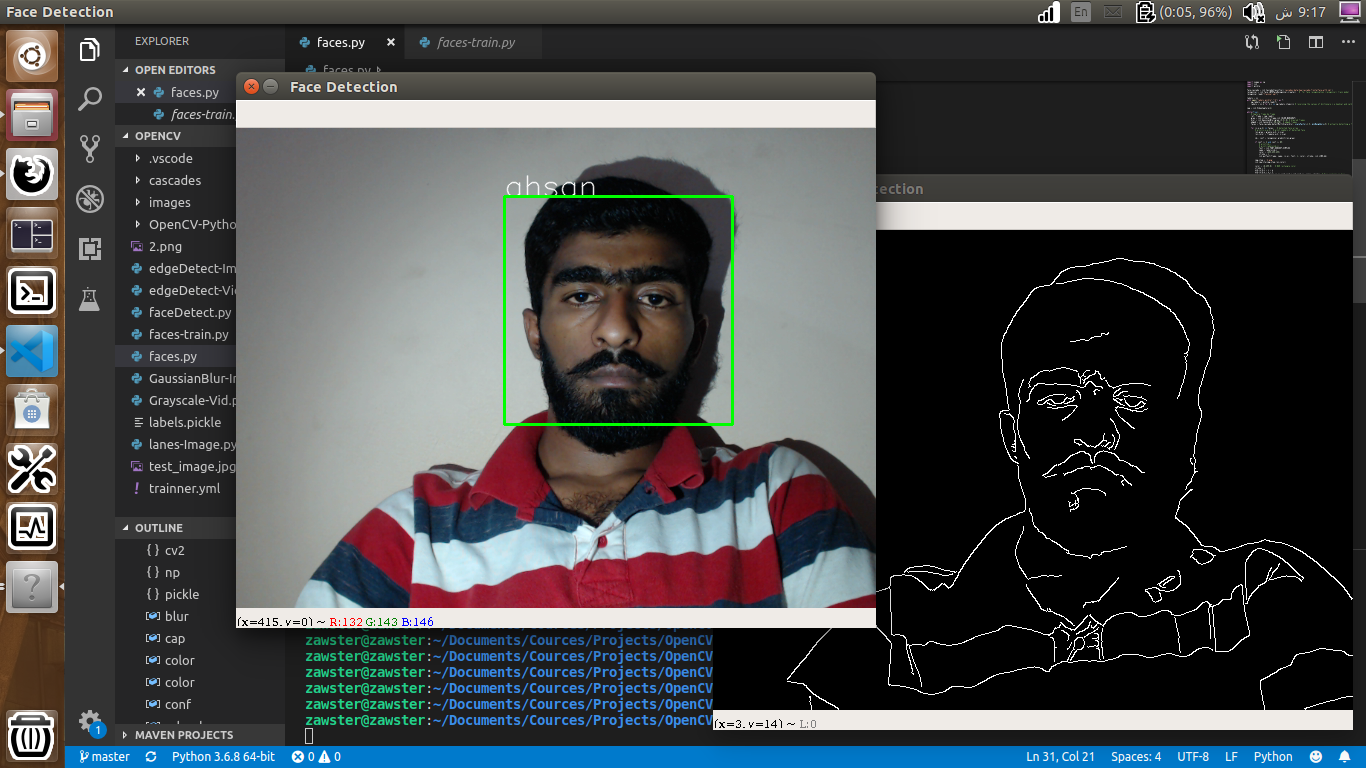 Face Detection
En
(0:05, 96%)
9:17 ش
EXPLORER
OPEN EDITORS
faces.py
faces-train.
OPENCV
.vscode
cascades
images
OpenCV-Pytho
2.png
edgeDetect-Im
edgeDetect-Vi
faceDetect.py
faces-train.py
faces.py
GaussianBlur-I
Grayscale-Vid.p
labels.pickle
lanes-Image.py
test_image.jpg
trainner.yml
OUTLINE
cv2
np
pickle
blur
cap
color
color
conf
MAVEN PROJECTS
faces.py
faces-train.py
faces.py
Face Detection
ahsan
(x=415, y=0) ~ R:132 G:143 B:146
tection
(x=3, y=14) ~ L:0
zawster@zawster:~/Documents/Cources/Projects/OpenCV
zawster@zawster:~/Documents/Cources/Projects/OpenCV
zawster@zawster:~/Documents/Cources/Projects/OpenCV
zawster@zawster:~/Documents/Cources/Projects/OpenCV
zawster@zawster:~/Documents/Cources/Projects/OpenCV
zawster@zawster:~/Documents/Cources/Projects/OpenCV
1
master
Python 3.6.8 64-bit
0 0
Ln 31, Col 21
Spaces: 4
UTF-8
LF
Python